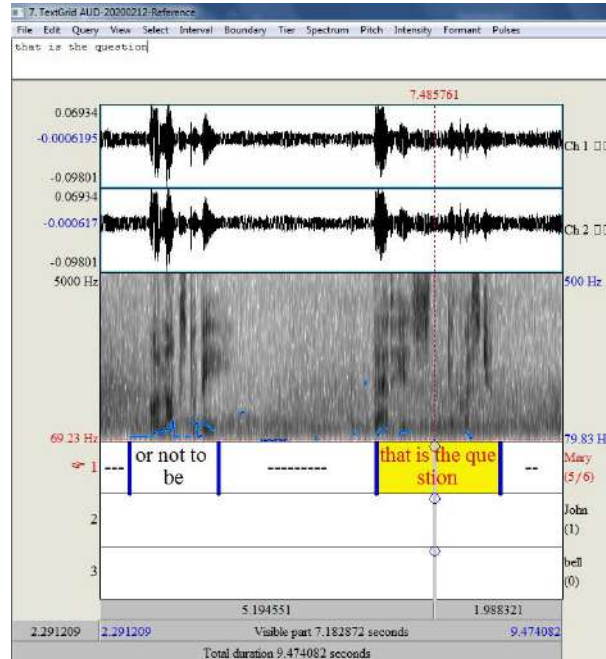 7. TextGrid AUD-20200212-Reference
File Edit Query View Select Interval Boundary Tier Spectrum Pitch Intensity Formant Pulses
that is the question
7.485761
0.06934
-0.0006195
-0.09801
Ch 1
0.06934
-0.000617
-0.09801
Ch 2
5000 Hz
500 Hz
69.23 Hz
79.83 H
1
---
or not to
be
---------
that is the que
stion
--
Mary
(5/6)
2
John
(1)
3
bell
(0)
5.194551 1.988321
2.291209 2.291209 Visible part 7.182872 seconds 9.474082
Total duration 9.474082 seconds